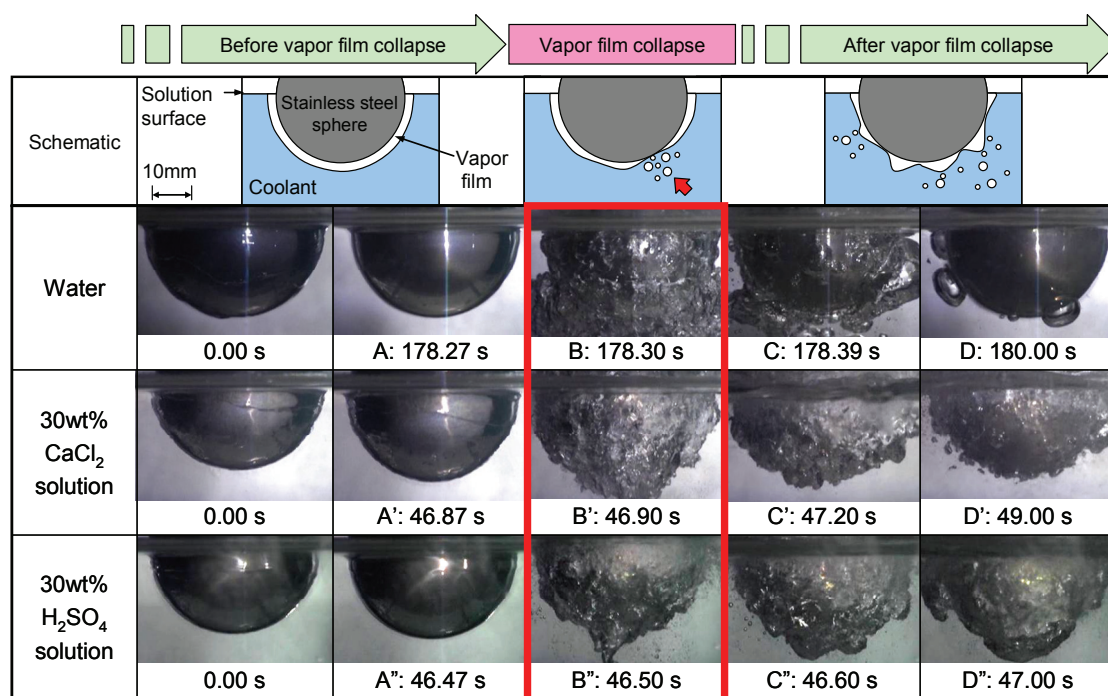 Before vapor film collapse
Vapor film collapse
After vapor film collapse
Schematic
Solution
surface
10mm
Stainless steel
sphere
Vapor
film
Coolant
Water
0.00 s
A: 178.27 s
B: 178.30 s
C: 178.39 s
D: 180.00 s
30wt%
CaCl₂
solution
0.00 s
A’: 46.87 s
B’: 46.90 s
C’: 47.20 s
D’: 49.00 s
30wt%
H₂SO₄
solution
0.00 s
A”: 46.47 s
B”: 46.50 s
C”: 46.60 s
D”: 47.00 s